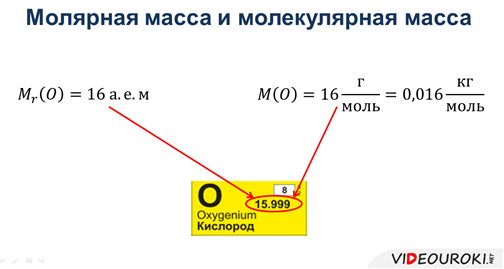 Молярная масса и молекулярная масса
Mᵣ(O) = 16 а.е.м
M(O) = 16 г/моль = 0,016 кг/моль
O
8
15.999
Oxygenium
Кислород
VIDEOUROKI.NET